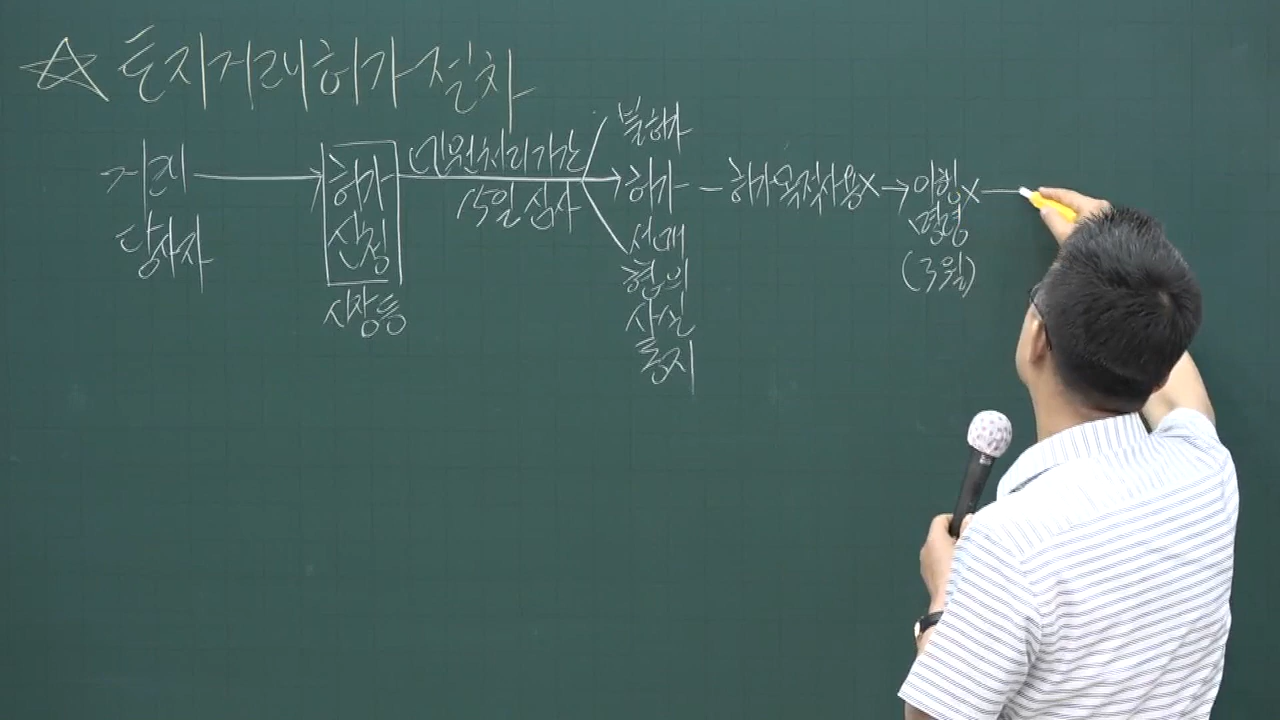 ☆ 토지거래허가절차
거래
당사자
허가
신청
시장등
민원처리기간
15일 심사
불허가
허가 - 허가목적사용X → 이행X
명령
(3월)
선매
협의
사실
통지